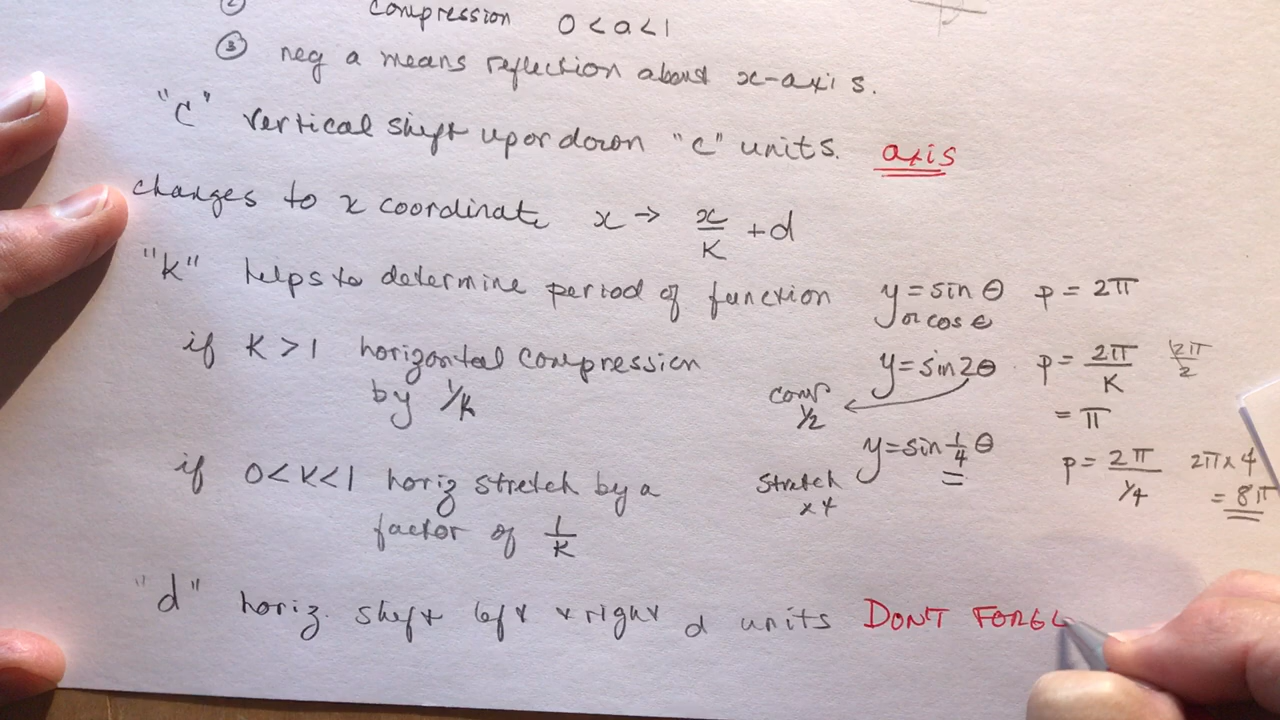 ② compression 0 < a < 1
③ neg a means reflection about x-axis.
"C" vertical shift up or down "c" units. axis
changes to x coordinate x → x/K + d
"K" helps to determine period of function y = sin θ p = 2π
or cos θ
if K > 1 horizontal compression y = sin 2θ p = 2π/K 2π/2
by 1/k comp 1/2 = π
y = sin 1/4 θ
if 0 < K < 1 horiz stretch by a stretch x 4 p = 2π/1/4 2π x 4
factor of 1/K = 8π
"d" horiz. shift left & right d units DON'T FORG